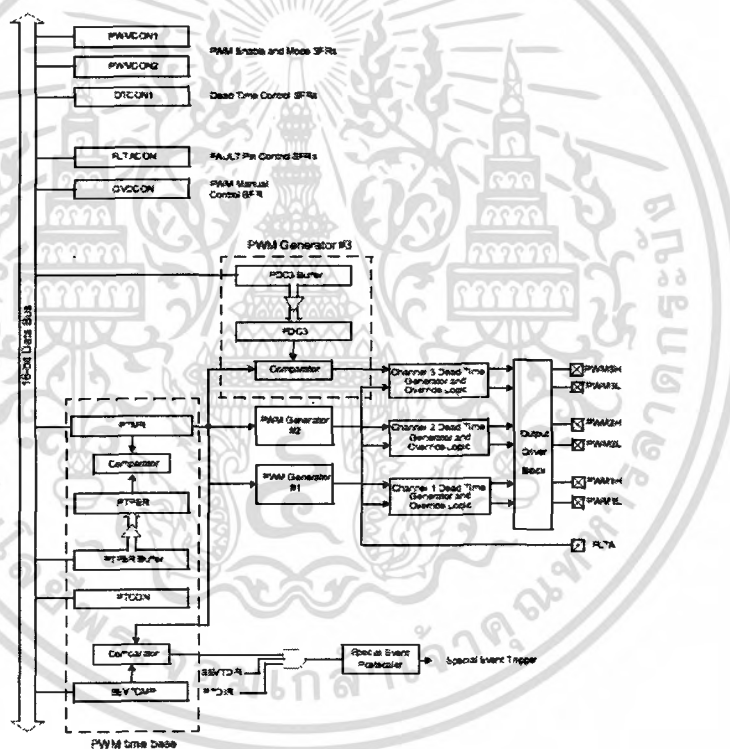 PWMCON1
PWM Enable and Mode SFRs
PWMCON2
DTCON1
Dead Time Control SFRs
FLTACON
FAULT Pin Control SFRs
OVDCON
PWM Manual
Control SFR
PWM Generator #3
16-bit Data Bus
PDC3 Buffer
PDC3
Comparator
Channel 3 Dead Time
Generator and
Override Logic
PWM3H
PWM3L
PTMR
PWM Generator
#2
Channel 2 Dead Time
Generator and
Override Logic
Output
Driver
Block
PWM2H
PWM2L
Comparator
PWM Generator
#1
Channel 1 Dead Time
Generator and
Override Logic
PWM1H
PWM1L
PTPER
FLTA
PTPER Buffer
PTCON
Comparator
SEVTDIR
PTDIR
Special Event
Postscaler
Special Event Trigger
SEVTCMP
PWM time base